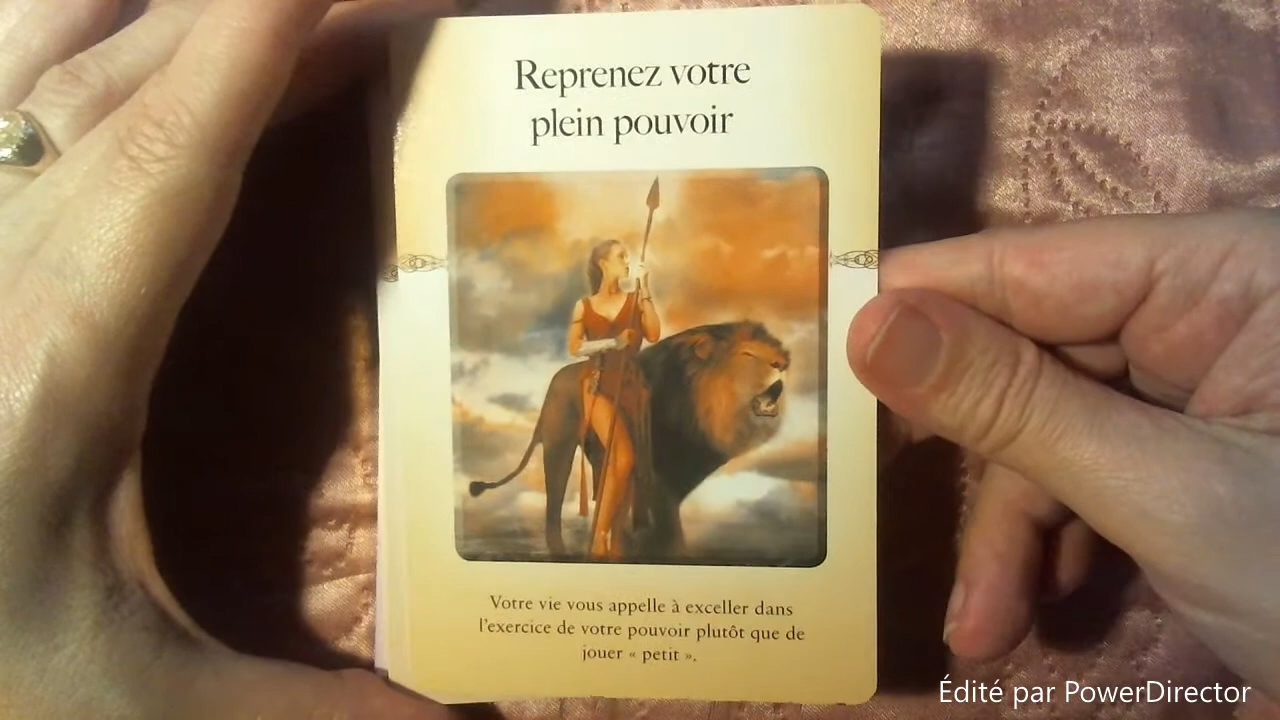 Reprenez votre
plein pouvoir
Votre vie vous appelle à exceller dans
l'exercice de votre pouvoir plutôt que de
jouer « petit ».
Édité par PowerDirector